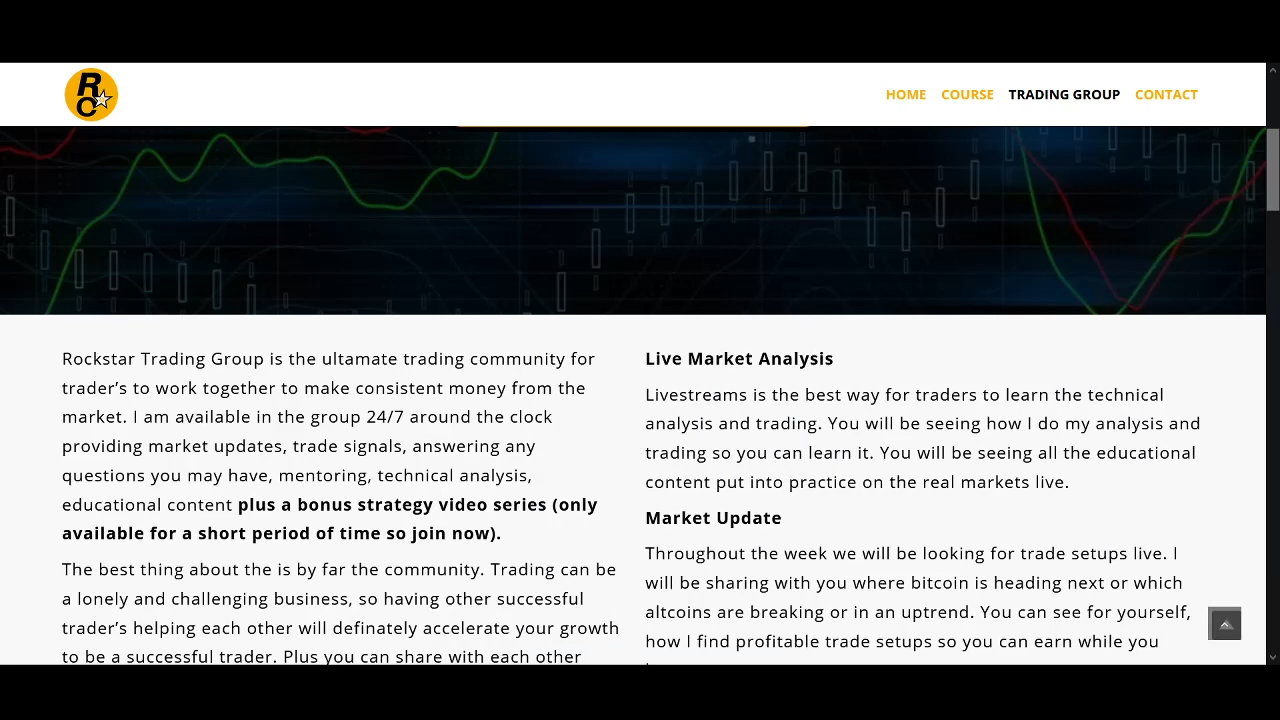 R
C
HOME COURSE TRADING GROUP CONTACT
Rockstar Trading Group is the ultamate trading community for
trader’s to work together to make consistent money from the
market. I am available in the group 24/7 around the clock
providing market updates, trade signals, answering any
questions you may have, mentoring, technical analysis,
educational content plus a bonus strategy video series (only
available for a short period of time so join now).
The best thing about the is by far the community. Trading can be
a lonely and challenging business, so having other successful
trader’s helping each other will definately accelerate your growth
to be a successful trader. Plus you can share with each other
Live Market Analysis
Livestreams is the best way for traders to learn the technical
analysis and trading. You will be seeing how I do my analysis and
trading so you can learn it. You will be seeing all the educational
content put into practice on the real markets live.
Market Update
Throughout the week we will be looking for trade setups live. I
will be sharing with you where bitcoin is heading next or which
altcoins are breaking or in an uptrend. You can see for yourself,
how I find profitable trade setups so you can earn while you